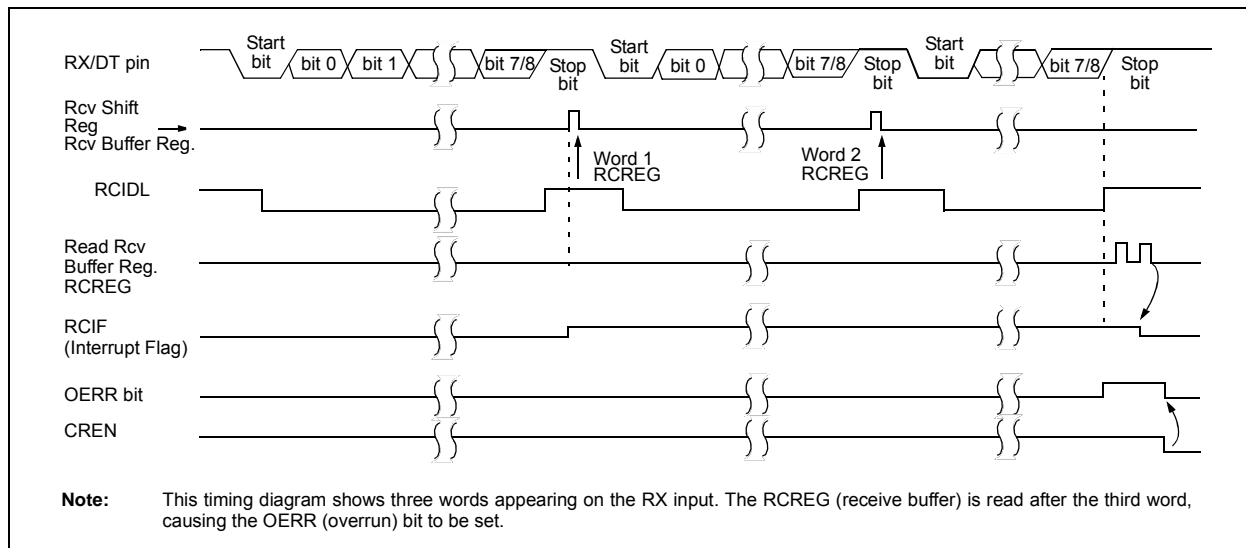 RX/DT pin
Start
bit
bit 0
bit 1
bit 7/8
Stop
bit
Start
bit
bit 0
bit 7/8
Stop
bit
Start
bit
bit 7/8
Stop
bit
Rcv Shift
Reg
Rcv Buffer Reg.
Word 1
RCREG
Word 2
RCREG
RCIDL
Read Rcv
Buffer Reg.
RCREG
RCIF
(Interrupt Flag)
OERR bit
CREN
Note: This timing diagram shows three words appearing on the RX input. The RCREG (receive buffer) is read after the third word,
causing the OERR (overrun) bit to be set.